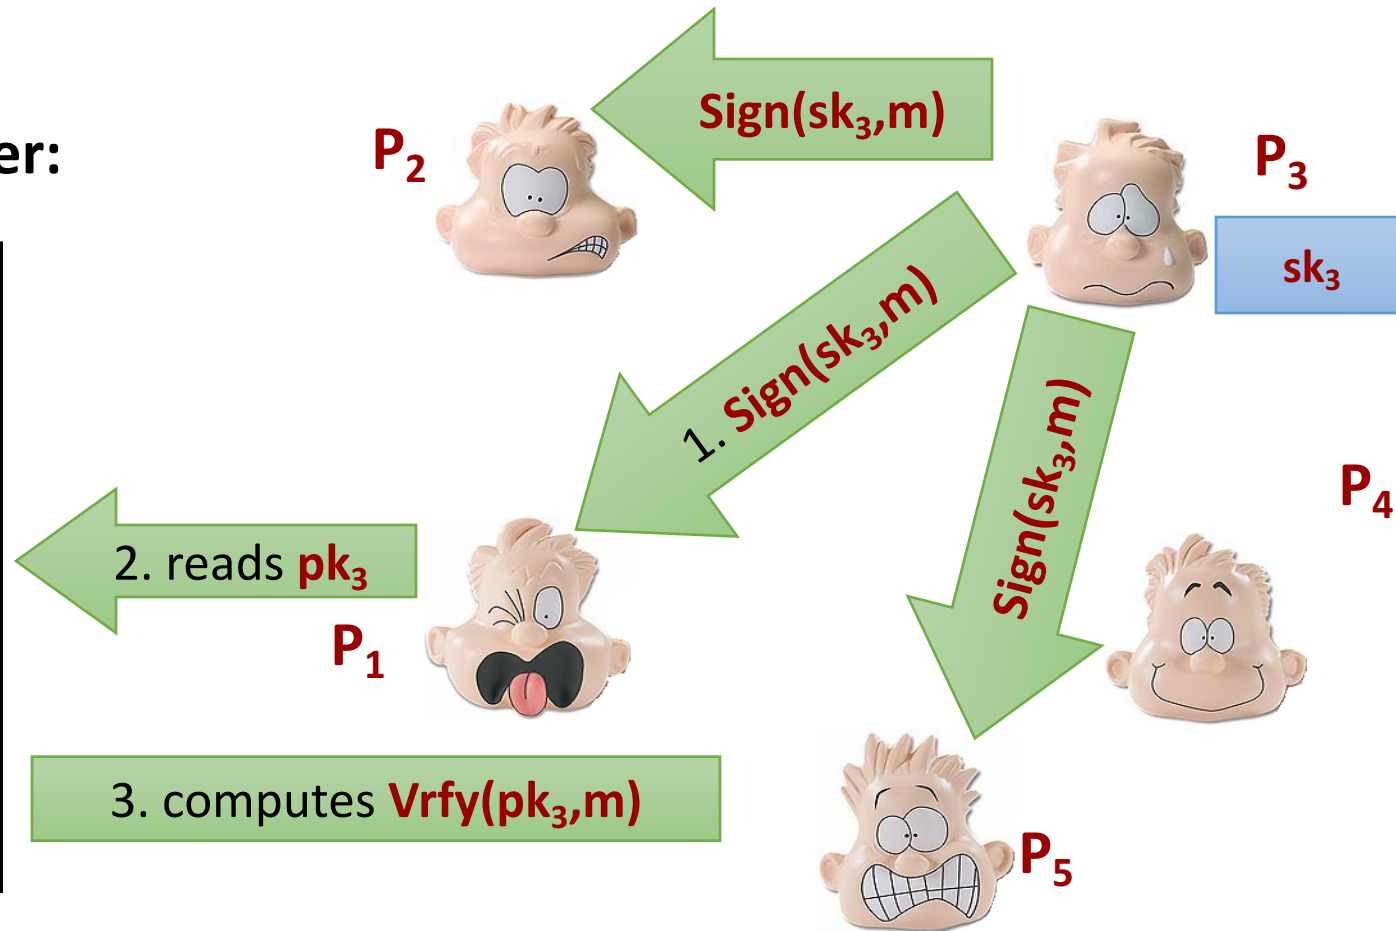 er:
P₂
Sign(sk₃,m)
P₃
sk₃
1. Sign(sk₃,m)
Sign(sk₃,m)
P₄
2. reads pk₃
P₁
3. computes Vrfy(pk₃,m)
P₅